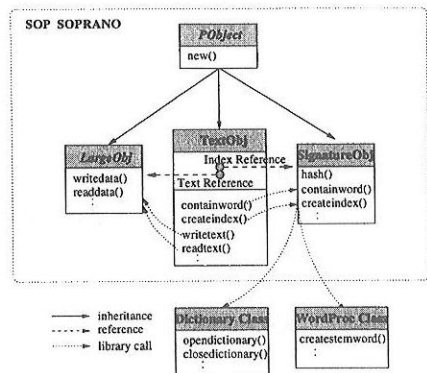 SOP SOPRANO
PObject
new()
LargeObj
writedata()
readdata()
:
TextObj
Index Reference
Text Reference
containword()
createindex()
writetext()
readtext()
:
SignatureObj
hash()
containword()
createindex()
:
inheritance
reference
library call
Dictionary Class
opendictionary()
closedictionary()
:
WordProc Class
createstemword()
: